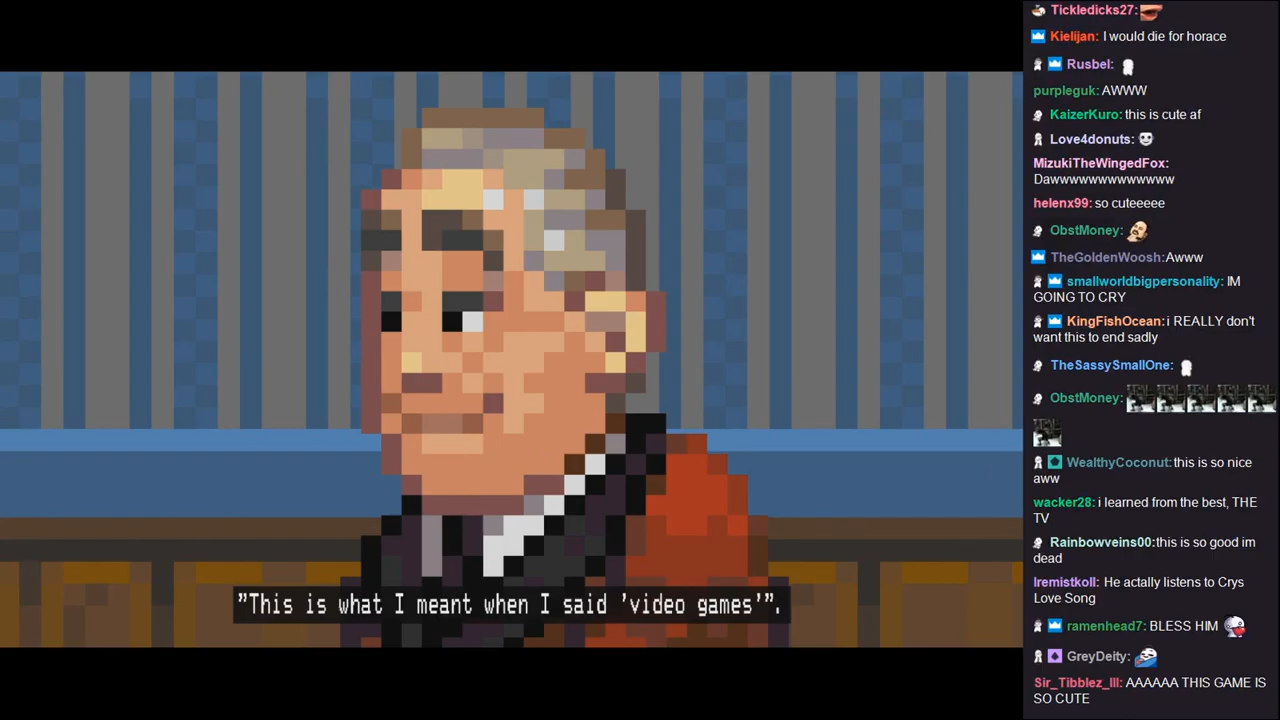 "This is what I meant when I said 'video games'".
Tickledicks27:
Kielijan: I would die for horace
Rusbel:
purpleguk: AWWW
KaizerKuro: this is cute af
Love4donuts:
MizukiTheWingedFox:
Dawwwwwwwwwwwww
helenx99: so cuteeeee
ObstMoney:
TheGoldenWoosh: Awww
smallworldbigpersonality: IM
GOING TO CRY
KingFishOcean: i REALLY don't
want this to end sadly
TheSassySmallOne:
ObstMoney:
WealthyCoconut: this is so nice
aww
wacker28: i learned from the best, THE
TV
Rainbowveins00: this is so good im
dead
Iremistkoll: He actally listens to Crys
Love Song
ramenhead7: BLESS HIM
GreyDeity:
Sir_Tibblez_III: AAAAAA THIS GAME IS
SO CUTE